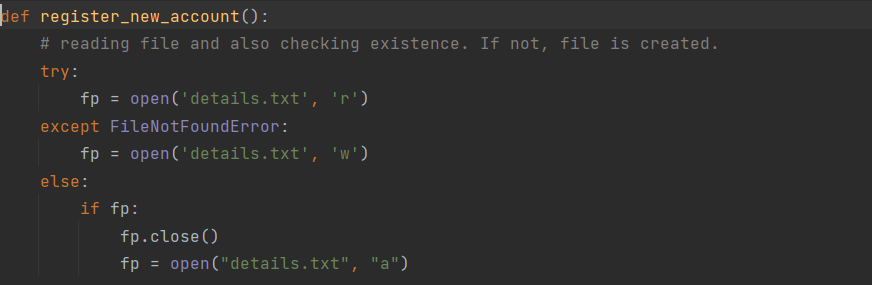 def register_new_account():
    # reading file and also checking existence. If not, file is created.
    try:
        fp = open('details.txt', 'r')
    except FileNotFoundError:
        fp = open('details.txt', 'w')
    else:
        if fp:
            fp.close()
            fp = open("details.txt", "a")